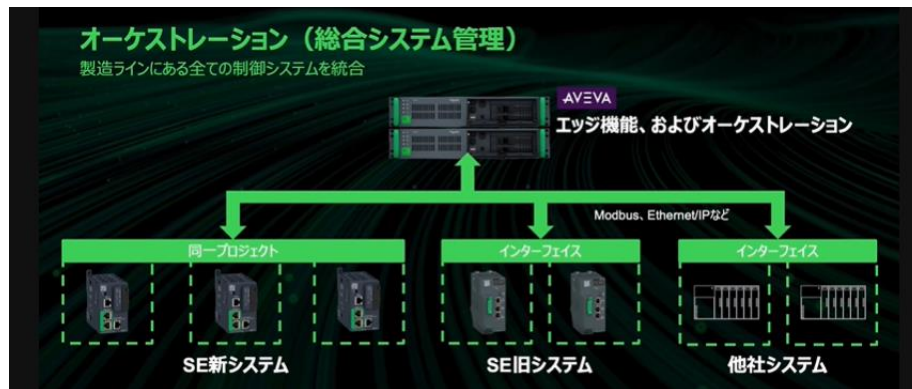 オーケストレーション（総合システム管理）
製造ラインにある全ての制御システムを統合
AVEVA
エッジ機能、およびオーケストレーション
Modbus、Ethernet/IPなど
同一プロジェクト
インターフェイス
インターフェイス
SE新システム
SE旧システム
他社システム